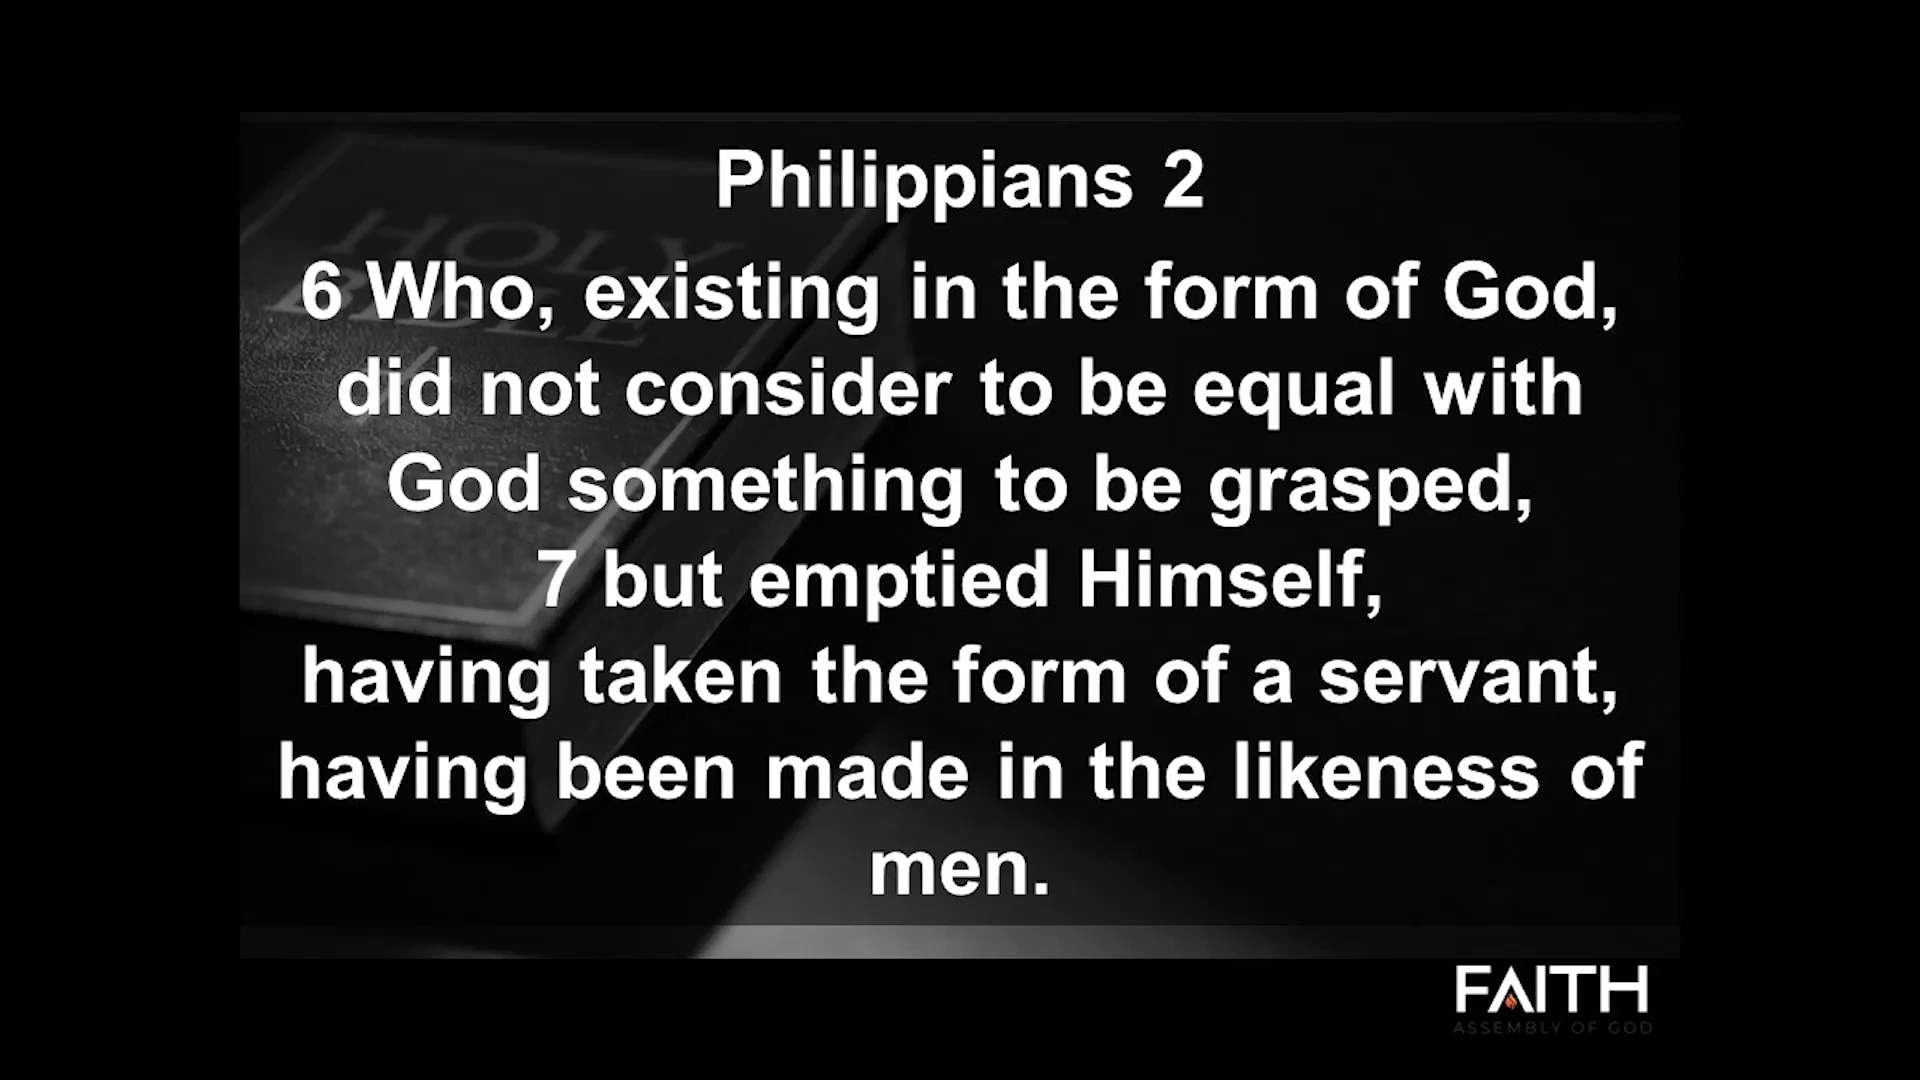 Philippians 2
6 Who, existing in the form of God,
did not consider to be equal with
God something to be grasped,
7 but emptied Himself,
having taken the form of a servant,
having been made in the likeness of
men.
HOLY
BIBLE
FAITH
ASSEMBLY OF GOD